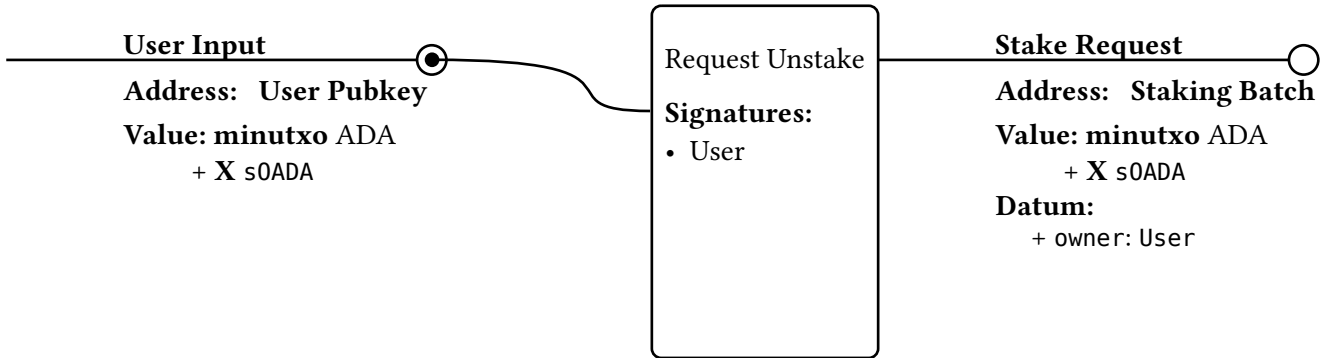 User Input
Address: User Pubkey
Value: minutxo ADA
+ X sOADA
Request Unstake
Signatures:
• User
Stake Request
Address: Staking Batch
Value: minutxo ADA
+ X sOADA
Datum:
+ owner: User